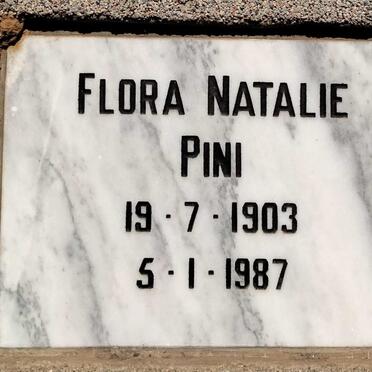 FLORA NATALIE
PINI
19 - 7 - 1903
5 - 1 - 1987